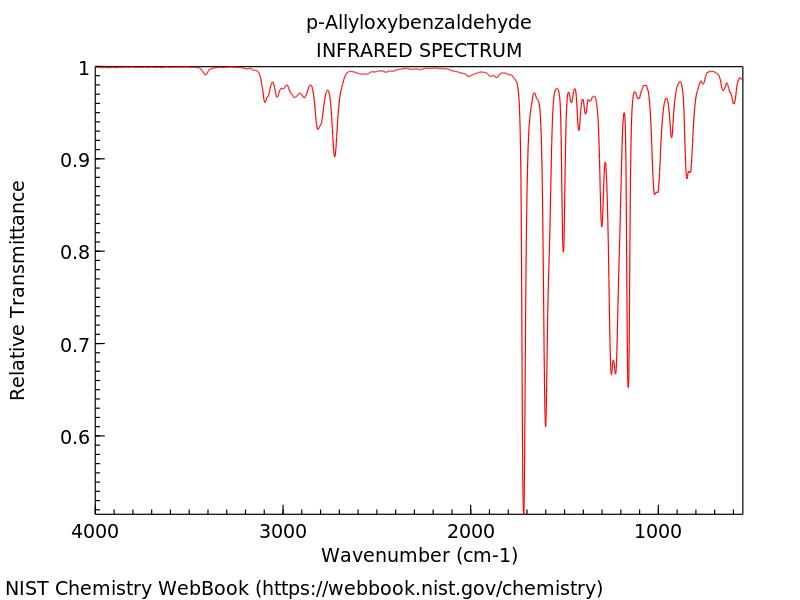 p-Allyloxybenzaldehyde
INFRARED SPECTRUM
Relative Transmittance
1
0.9
0.8
0.7
0.6
4000 3000 2000 1000
Wavenumber (cm-1)
NIST Chemistry WebBook (https://webbook.nist.gov/chemistry)